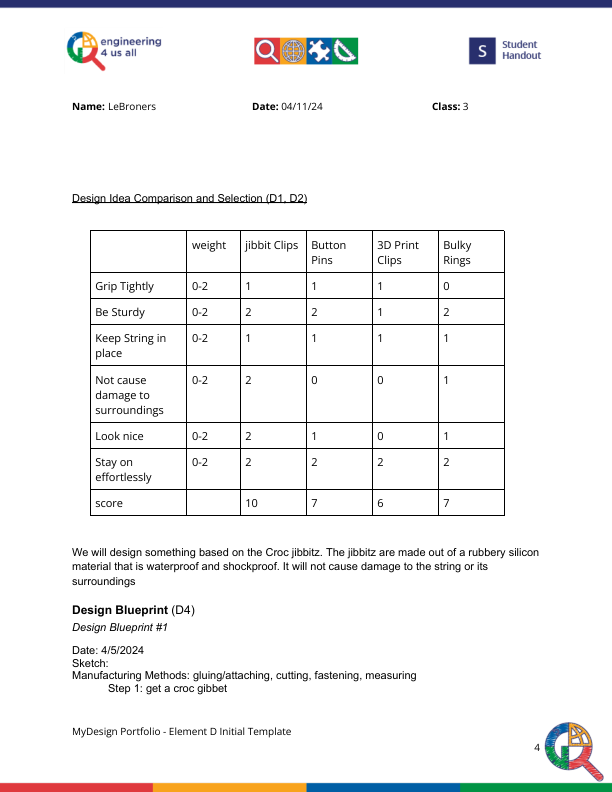 engineering
4 us all
S
Student
Handout
Name: LeBroners Date: 04/11/24 Class: 3
Design Idea Comparison and Selection (D1, D2)
weight jibbit Clips Button Pins 3D Print Clips Bulky Rings
Grip Tightly 0-2 1 1 1 0
Be Sturdy 0-2 2 2 1 2
Keep String in place 0-2 1 1 1 1
Not cause damage to surroundings 0-2 2 0 0 1
Look nice 0-2 2 1 0 1
Stay on effortlessly 0-2 2 2 2 2
score 10 7 6 7
We will design something based on the Croc jibbitz. The jibbitz are made out of a rubbery silicon
material that is waterproof and shockproof. It will not cause damage to the string or its
surroundings
Design Blueprint (D4)
Design Blueprint #1
Date: 4/5/2024
Sketch:
Manufacturing Methods: gluing/attaching, cutting, fastening, measuring
Step 1: get a croc gibbet
MyDesign Portfolio - Element D Initial Template
4